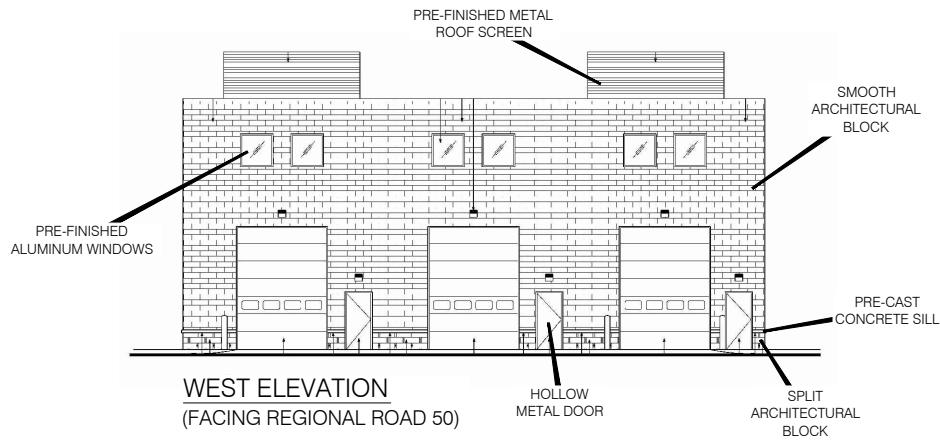 PRE-FINISHED METAL
ROOF SCREEN
SMOOTH
ARCHITECTURAL
BLOCK
PRE-FINISHED
ALUMINUM WINDOWS
PRE-CAST
CONCRETE SILL
WEST ELEVATION
(FACING REGIONAL ROAD 50)
HOLLOW
METAL DOOR
SPLIT
ARCHITECTURAL
BLOCK